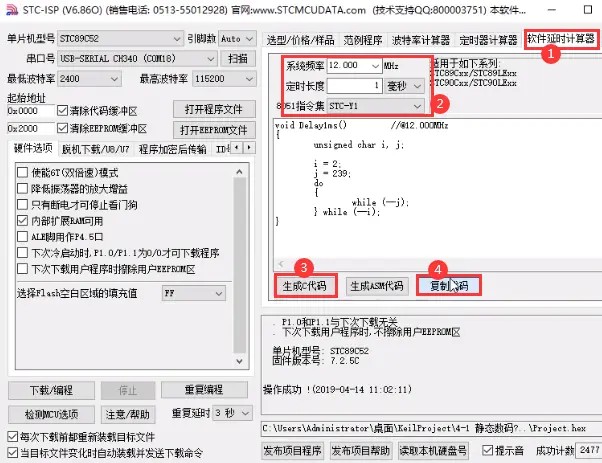 STC-ISP (V6.86O) (销售电话: 0513-55012928) 官网:www.STCMCUDATA.com (技术支持QQ:800003751) 本软件...
单片机型号 STC89C52 引脚数 Auto
串口号 USB-SERIAL CH340 (COM18) 扫描
最低波特率 2400 最高波特率 115200
起始地址
0x0000 清除代码缓冲区 打开程序文件
0x2000 清除EEPROM缓冲区 打开EEPROM文件
硬件选项 脱机下载/U8/U7 程序加密后传输 ID号
使能6T(双倍速)模式
降低振荡器的放大增益
只有断电才可停止看门狗
内部扩展RAM可用
ALE脚用作P4.5口
下次冷启动时,P1.0/P1.1为0/0才可下载程序
下次下载用户程序时擦除用户EEPROM区
选择Flash空白区域的填充值 FF
下载/编程 停止 重复编程
检测MCU选项 注意/帮助 重复延时 3 秒
每次下载前都重新装载目标文件
当目标文件变化时自动装载并发送下载命令
选型/价格/样品 范例程序 波特率计算器 定时器计算器 软件延时计算器
1
系统频率 12.000 MHz
定时长度 1 毫秒
8051指令集 STC-Y1
2
适用于如下系列:
STC89Cxx/STC89LExx
STC90Cxx/STC90LExx
void Delay1ms() //@12.000MHz
{
unsigned char i, j;
i = 2;
j = 239;
do
{
while (--j);
} while (--i);
}
3
4
生成C代码 生成ASM代码 复制代码
. P1.0和P1.1与下次下载无关
. 下次下载用户程序时,不擦除用户EEPROM区
单片机型号: STC89C52
固件版本号: 7.2.5C
操作成功 !(2019-04-14 11:02:11)
C:\Users\Administrator\桌面\KeilProject\4-1 静态数码?..\Project.hex
发布项目程序 发布项目帮助 读取本机硬盘号 提示音 成功计数 2477